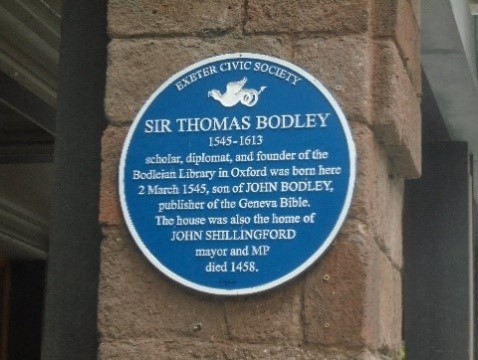 EXETER CIVIC SOCIETY
SIR THOMAS BODLEY
1545-1613
scholar, diplomat, and founder of the
Bodleian Library in Oxford was born here
2 March 1545, son of JOHN BODLEY,
publisher of the Geneva Bible.
The house was also the home of
JOHN SHILLINGFORD
mayor and MP
died 1458.